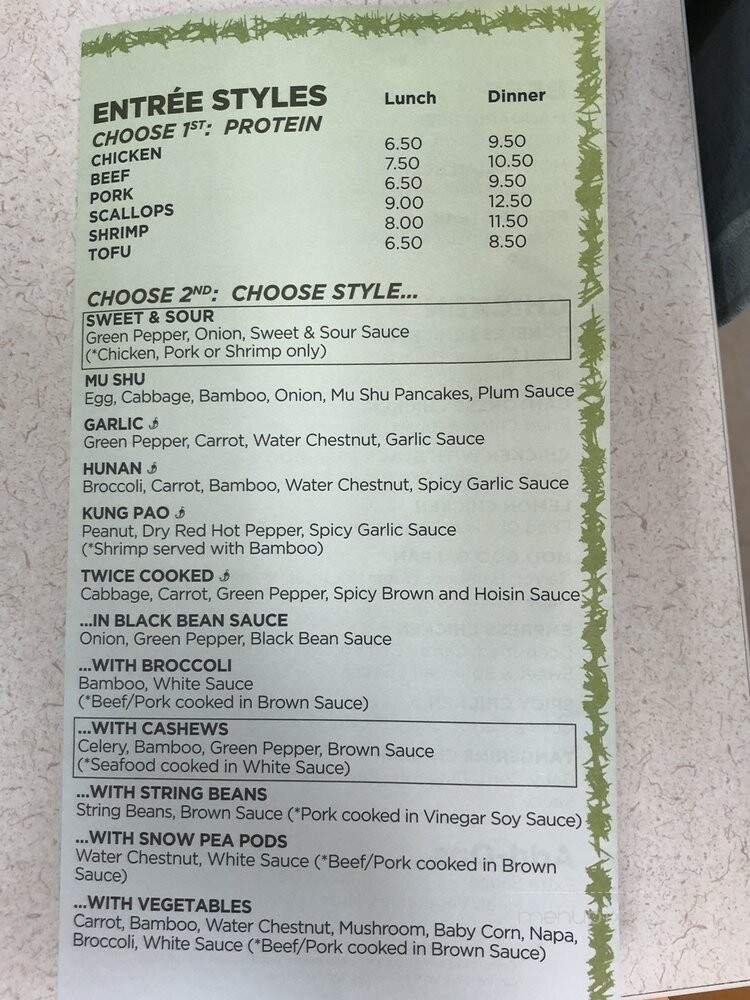 ENTRÉE STYLES Lunch Dinner
CHOOSE 1ST: PROTEIN
CHICKEN 6.50 9.50
BEEF 7.50 10.50
PORK 6.50 9.50
SCALLOPS 9.00 12.50
SHRIMP 8.00 11.50
TOFU 6.50 8.50
CHOOSE 2ND: CHOOSE STYLE...
SWEET & SOUR
Green Pepper, Onion, Sweet & Sour Sauce
(*Chicken, Pork or Shrimp only)
MU SHU
Egg, Cabbage, Bamboo, Onion, Mu Shu Pancakes, Plum Sauce
GARLIC
Green Pepper, Carrot, Water Chestnut, Garlic Sauce
HUNAN
Broccoli, Carrot, Bamboo, Water Chestnut, Spicy Garlic Sauce
KUNG PAO
Peanut, Dry Red Hot Pepper, Spicy Garlic Sauce
(*Shrimp served with Bamboo)
TWICE COOKED
Cabbage, Carrot, Green Pepper, Spicy Brown and Hoisin Sauce
...IN BLACK BEAN SAUCE
Onion, Green Pepper, Black Bean Sauce
...WITH BROCCOLI
Bamboo, White Sauce
(*Beef/Pork cooked in Brown Sauce)
...WITH CASHEWS
Celery, Bamboo, Green Pepper, Brown Sauce
(*Seafood cooked in White Sauce)
...WITH STRING BEANS
String Beans, Brown Sauce (*Pork cooked in Vinegar Soy Sauce)
...WITH SNOW PEA PODS
Water Chestnut, White Sauce (*Beef/Pork cooked in Brown
Sauce)
...WITH VEGETABLES
Carrot, Bamboo, Water Chestnut, Mushroom, Baby Corn, Napa,
Broccoli, White Sauce (*Beef/Pork cooked in Brown Sauce)